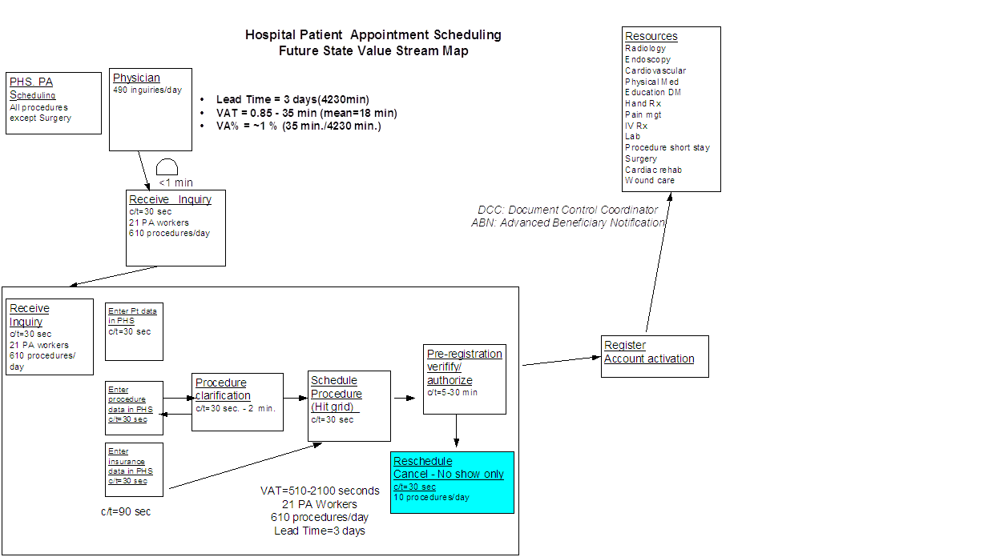 Hospital Patient Appointment Scheduling
Future State Value Stream Map
PHS. PA
Scheduling
All procedures
except Surgery
Physician
490 inquiries/day
• Lead Time = 3 days(4230min)
• VAT = 0.85 - 35 min (mean=18 min)
• VA% = ~1 % (35 min./4230 min.)
Resources
Radiology
Endoscopy
Cardiovascular
Physical Med
Education DM
Hand Rx
Pain mgt
IV Rx
Lab
Procedure short stay
Surgery
Cardiac rehab
Wound care
<1 min
Receive Inquiry
c/t=30 sec
21 PA workers
610 procedures/day
DCC: Document Control Coordinator
ABN: Advanced Beneficiary Notification
Receive
Inquiry
c/t=30 sec
21 PA workers
610 procedures/
day
Enter Pt data
in PHS
c/t=30 sec
Enter
procedure
data in PHS
c/t=30 sec
Enter
insurance
data in PHS
c/t=30 sec
c/t=90 sec
Procedure
clarification
c/t=30 sec. - 2 min.
Schedule
Procedure
(Hit grid)
c/t=30 sec
Pre-registration
verifify/
authorize
c/t=5-30 min
Reschedule
Cancel - No show only
c/t=30 sec
10 procedures/day
VAT=510-2100 seconds
21 PA Workers
610 procedures/day
Lead Time=3 days
Register
Account activation